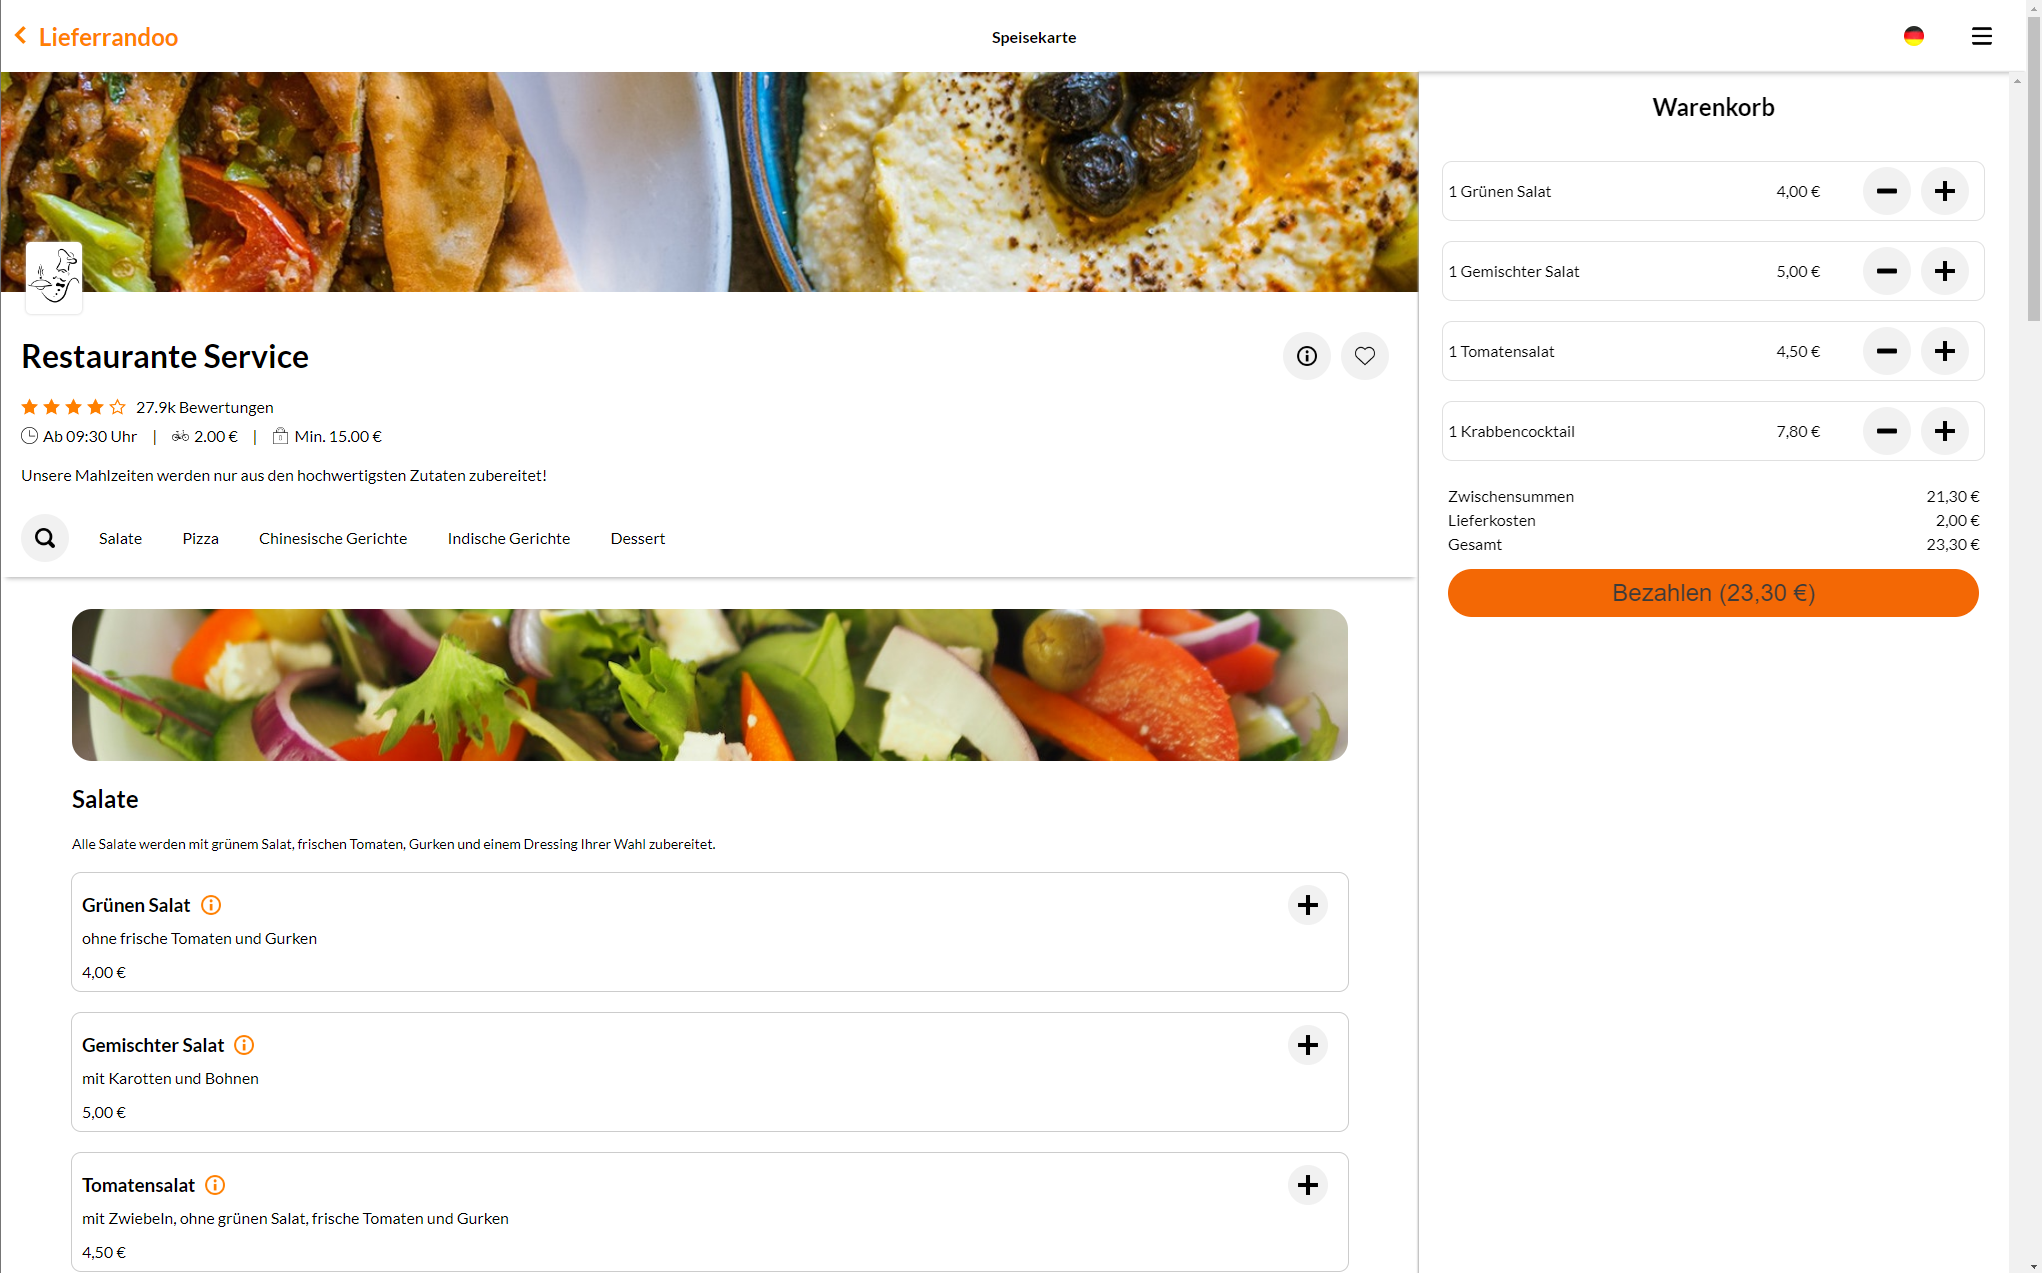 Lieferrandoo
Speisekarte
Restaurante Service
27.9k Bewertungen
Ab 09:30 Uhr | 2.00 € | Min. 15.00 €
Unsere Mahlzeiten werden nur aus den hochwertigsten Zutaten zubereitet!
Salate Pizza Chinesische Gerichte Indische Gerichte Dessert
Salate
Alle Salate werden mit grünem Salat, frischen Tomaten, Gurken und einem Dressing Ihrer Wahl zubereitet.
Grünen Salat
ohne frische Tomaten und Gurken
4,00 €
Gemischter Salat
mit Karotten und Bohnen
5,00 €
Tomatensalat
mit Zwiebeln, ohne grünen Salat, frische Tomaten und Gurken
4,50 €
Warenkorb
1 Grünen Salat 4,00 €
1 Gemischter Salat 5,00 €
1 Tomatensalat 4,50 €
1 Krabbencocktail 7,80 €
Zwischensummen 21,30 €
Lieferkosten 2,00 €
Gesamt 23,30 €
Bezahlen (23,30 €)